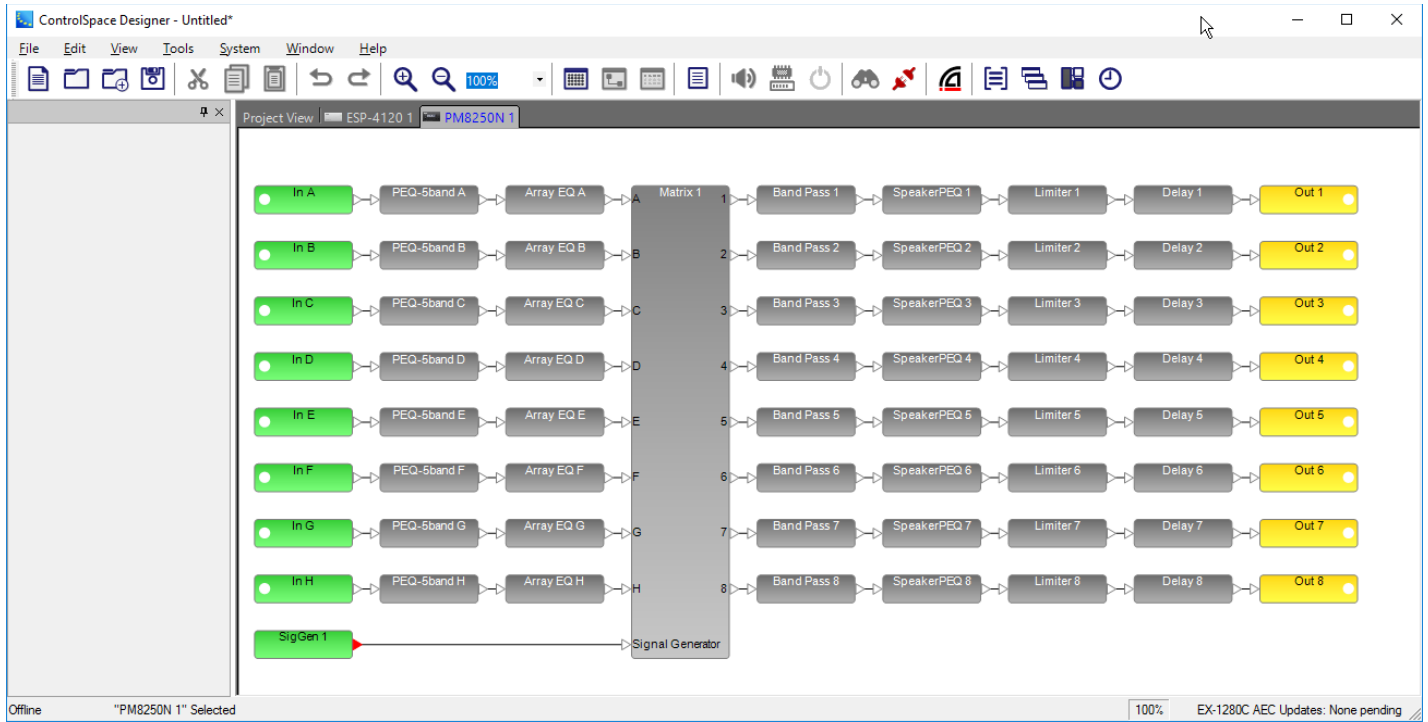 ControlSpace Designer - Untitled*
File Edit View Tools System Window Help
100%
Project View ESP-4120 1 PM8250N 1
In A PEQ-5band A Array EQ A A Matrix 1 1 Band Pass 1 SpeakerPEQ 1 Limiter 1 Delay 1 Out 1
In B PEQ-5band B Array EQ B B 2 Band Pass 2 SpeakerPEQ 2 Limiter 2 Delay 2 Out 2
In C PEQ-5band C Array EQ C C 3 Band Pass 3 SpeakerPEQ 3 Limiter 3 Delay 3 Out 3
In D PEQ-5band D Array EQ D D 4 Band Pass 4 SpeakerPEQ 4 Limiter 4 Delay 4 Out 4
In E PEQ-5band E Array EQ E E 5 Band Pass 5 SpeakerPEQ 5 Limiter 5 Delay 5 Out 5
In F PEQ-5band F Array EQ F F 6 Band Pass 6 SpeakerPEQ 6 Limiter 6 Delay 6 Out 6
In G PEQ-5band G Array EQ G G 7 Band Pass 7 SpeakerPEQ 7 Limiter 7 Delay 7 Out 7
In H PEQ-5band H Array EQ H H 8 Band Pass 8 SpeakerPEQ 8 Limiter 8 Delay 8 Out 8
SigGen 1 Signal Generator
Offline "PM8250N 1" Selected 100% EX-1280C AEC Updates: None pending